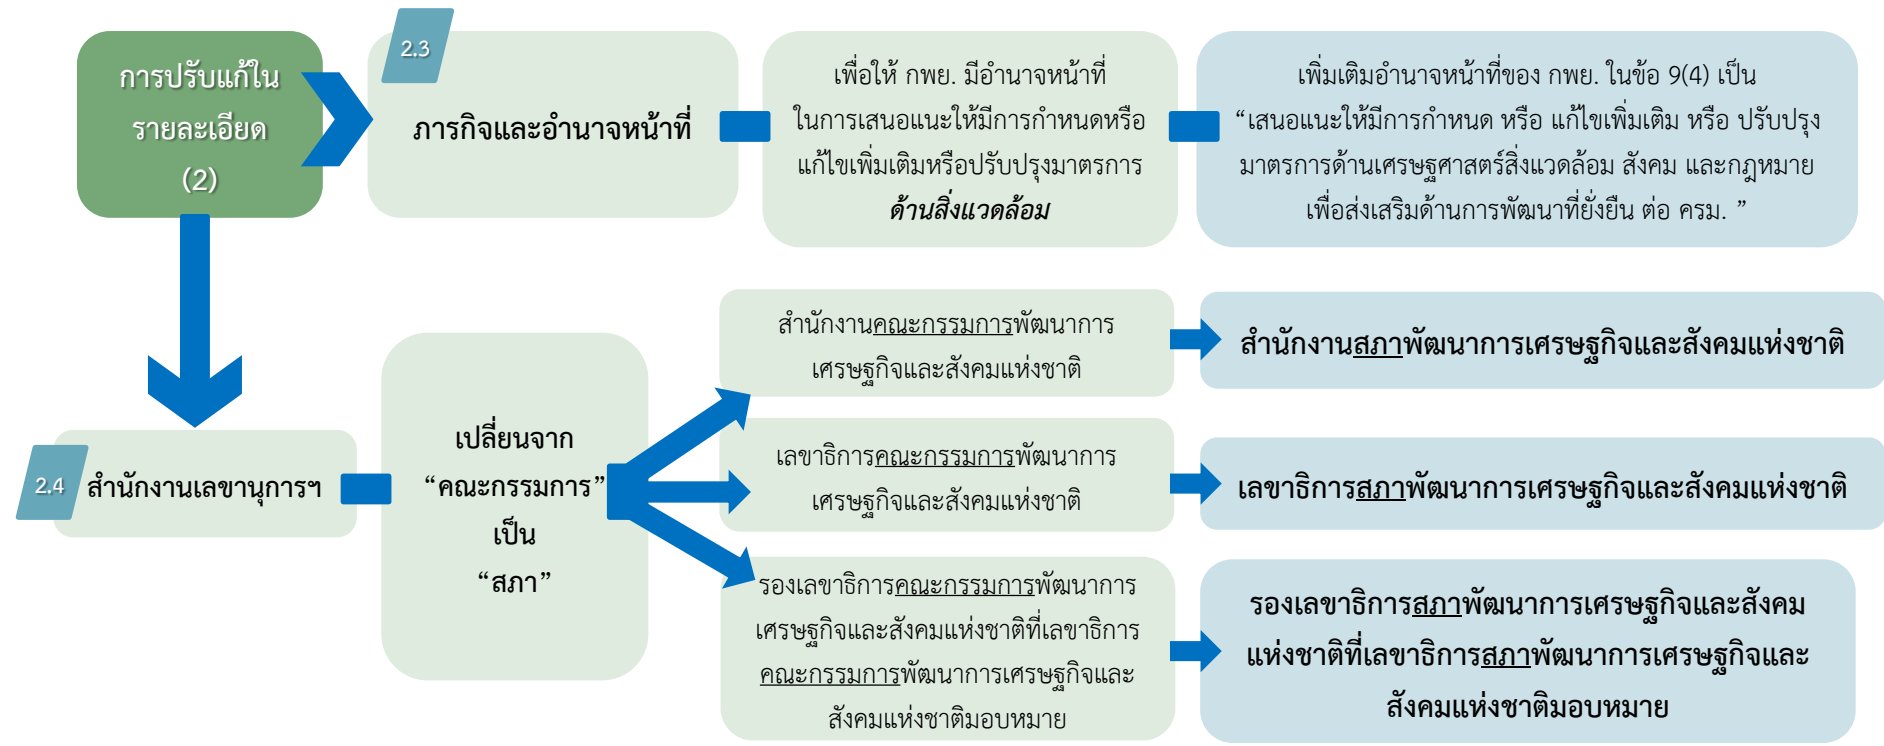 การปรับแก้ใน
รายละเอียด
(2)
2.3
ภารกิจและอำนาจหน้าที่
เพื่อให้ กพย. มีอำนาจหน้าที่
ในการเสนอแนะให้มีการกำหนดหรือ
แก้ไขเพิ่มเติมหรือปรับปรุงมาตรการ
ด้านสิ่งแวดล้อม
เพิ่มเติมอำนาจหน้าที่ของ กพย. ในข้อ 9(4) เป็น
“เสนอแนะให้มีการกำหนด หรือ แก้ไขเพิ่มเติม หรือ ปรับปรุง
มาตรการด้านเศรษฐศาสตร์สิ่งแวดล้อม สังคม และกฎหมาย
เพื่อส่งเสริมด้านการพัฒนาที่ยั่งยืน ต่อ ครม. ”
2.4
สำนักงานเลขานุการฯ
เปลี่ยนจาก
“คณะกรรมการ”
เป็น
“สภา”
สำนักงานคณะกรรมการพัฒนาการ
เศรษฐกิจและสังคมแห่งชาติ
สำนักงานสภาพัฒนาการเศรษฐกิจและสังคมแห่งชาติ
เลขาธิการคณะกรรมการพัฒนาการ
เศรษฐกิจและสังคมแห่งชาติ
เลขาธิการสภาพัฒนาการเศรษฐกิจและสังคมแห่งชาติ
รองเลขาธิการคณะกรรมการพัฒนาการ
เศรษฐกิจและสังคมแห่งชาติที่เลขาธิการ
คณะกรรมการพัฒนาการเศรษฐกิจและ
สังคมแห่งชาติมอบหมาย
รองเลขาธิการสภาพัฒนาการเศรษฐกิจและสังคม
แห่งชาติที่เลขาธิการสภาพัฒนาการเศรษฐกิจและ
สังคมแห่งชาติมอบหมาย